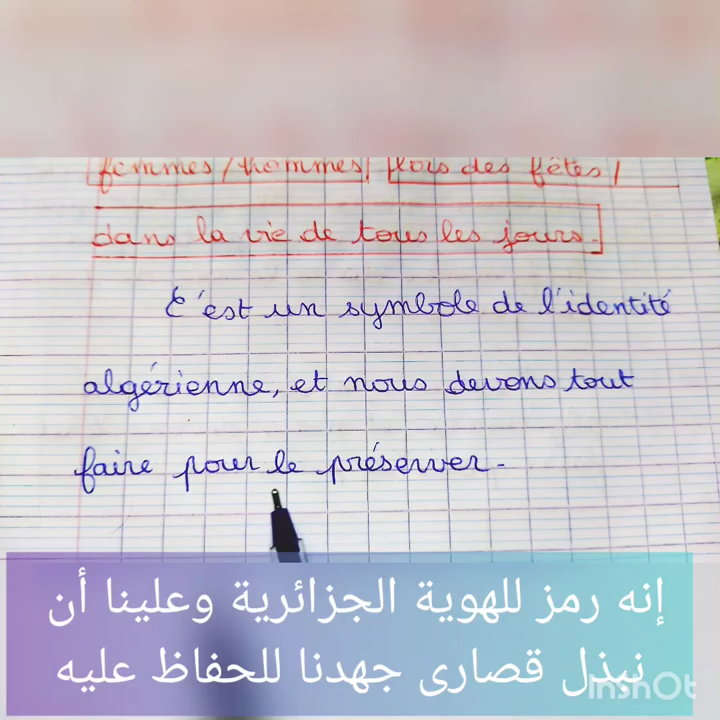 femmes / hommes / lors des fêtes /
dans la vie de tous les jours.
C'est un symbole de l'identité
algérienne, et nous devons tout
faire pour le préserver.
إنه رمز للهوية الجزائرية وعلينا أن
نبذل قصارى جهدنا للحفاظ عليه
InShOt